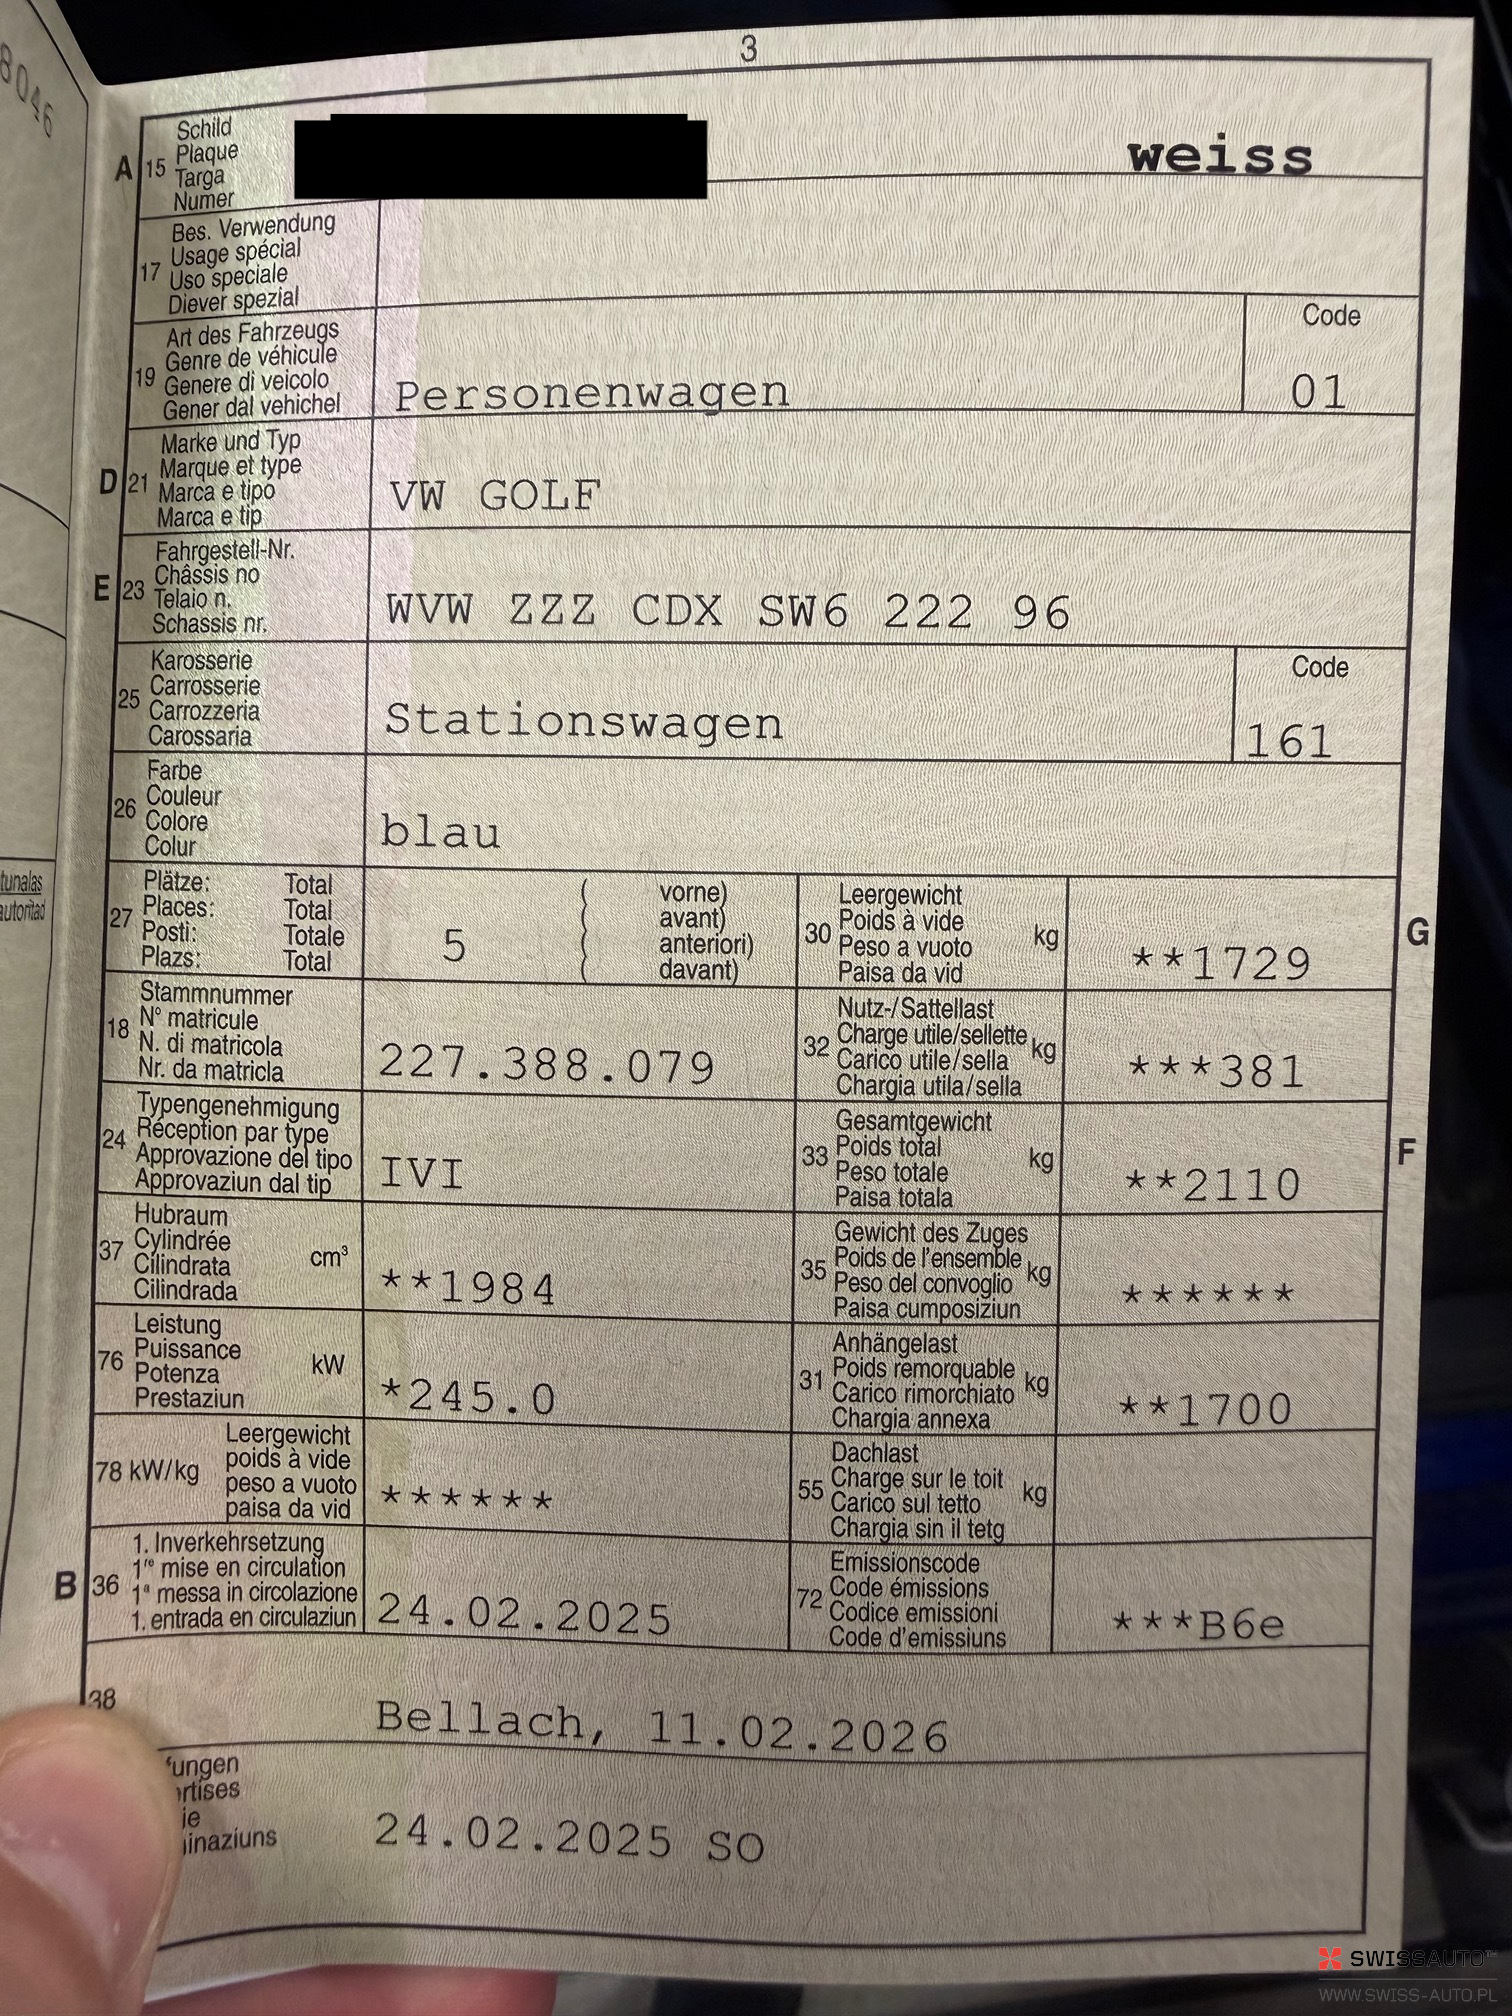 8046
3
A 15 Schild
Plaque
Targa
Numer
weiss
17 Bes. Verwendung
Usage spécial
Uso speciale
Diever spezial
19 Art des Fahrzeugs
Genre de véhicule
Genere di veicolo
Gener dal vehichel
Personenwagen
Code
01
D 21 Marke und Typ
Marque et type
Marca e tipo
Marca e tip
VW GOLF
E 23 Fahrgestell-Nr.
Châssis no
Telaio n.
Schassis nr.
WVW ZZZ CDX SW6 222 96
25 Karosserie
Carrosserie
Carrozzeria
Carossaria
Stationswagen
Code
161
26 Farbe
Couleur
Colore
Colur
blau
tunalas
autoritad
27 Plätze: Total
Places: Total
Posti: Totale
Plazs: Total
5
( vorne)
( avant)
( anteriori)
( davant)
30 Leergewicht
Poids à vide
Peso a vuoto
Paisa da vid
kg
**1729
G
18 Stammnummer
N° matricule
N. di matricola
Nr. da matricla
227.388.079
32 Nutz-/Sattellast
Charge utile/sellette
Carico utile/sella
Chargia utila/sella
kg
***381
24 Typengenehmigung
Réception par type
Approvazione del tipo
Approvaziun dal tip
IVI
33 Gesamtgewicht
Poids total
Peso totale
Paisa totala
kg
**2110
F
37 Hubraum
Cylindrée
Cilindrata
Cilindrada
cm³
**1984
35 Gewicht des Zuges
Poids de l'ensemble
Peso del convoglio
Paisa cumposiziun
kg
******
76 Leistung
Puissance
Potenza
Prestaziun
kW
*245.0
31 Anhängelast
Poids remorquable
Carico rimorchiato
Chargia annexa
kg
**1700
78 kW/kg Leergewicht
poids à vide
peso a vuoto
paisa da vid
******
55 Dachlast
Charge sur le toit
Carico sul tetto
Chargia sin il tetg
kg
B 36 1. Inverkehrsetzung
1re mise en circulation
1a messa in circolazione
1. entrada en circulaziun
24.02.2025
72 Emissionscode
Code émissions
Codice emissioni
Code d'emissiuns
***B6e
38
Bellach, 11.02.2026
ungen
rtises
ie
inaziuns
24.02.2025 SO
SWISSAUTO™
WWW.SWISS-AUTO.PL